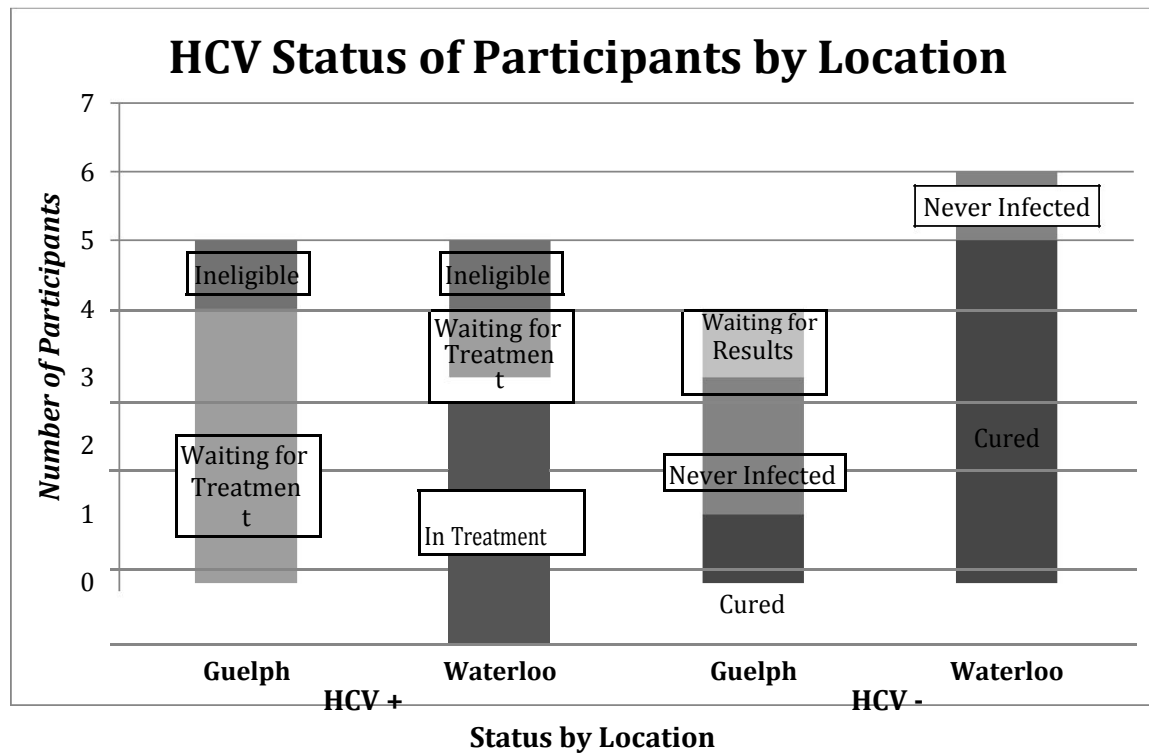 HCV Status of Participants by Location
Number of Participants
7
6
5
4
3
2
1
0
Ineligible
Waiting for
Treatmen
t
Ineligible
Waiting for
Treatmen
t
In Treatment
Waiting for
Results
Never Infected
Cured
Never Infected
Cured
Guelph
Waterloo
Guelph
Waterloo
HCV +
HCV -
Status by Location